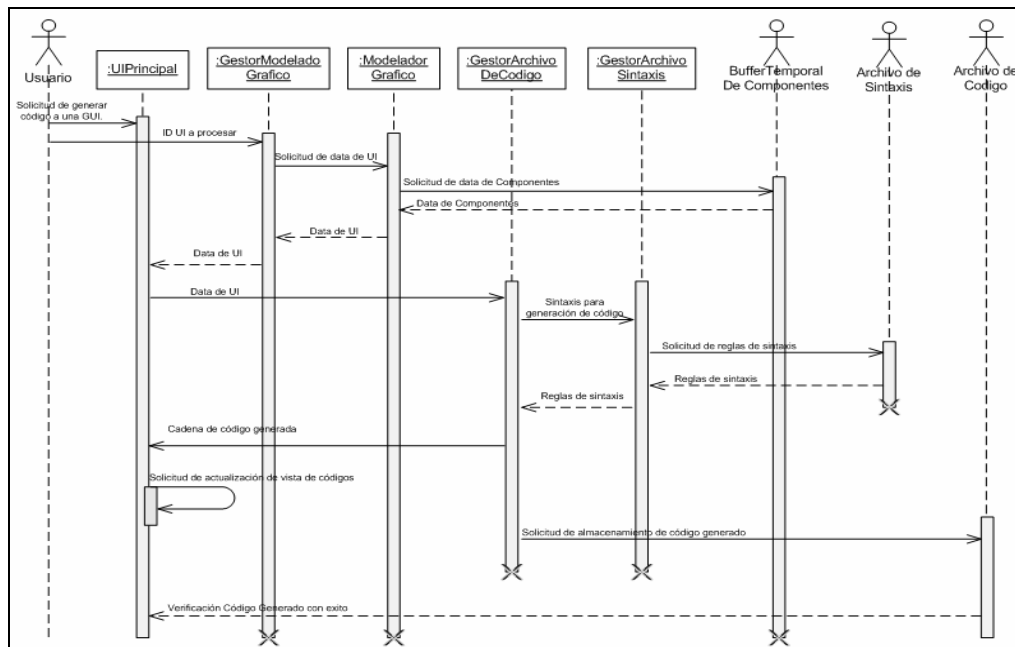 Usuario
:UIPrincipal
:GestorModelado
Grafico
:Modelador
Grafico
:GestorArchivo
DeCodigo
:GestorArchivo
Sintaxis
BufferTemporal
De Componentes
Archivo de
Sintaxis
Archivo de
Codigo
Solicitud de generar
código a una GUI.
ID UI a procesar
Solicitud de data de UI
Solicitud de data de Componentes
Data de Componentes
Data de UI
Data de UI
Data de UI
Sintaxis para
generación de código
Solicitud de reglas de sintaxis
Reglas de sintaxis
Reglas de sintaxis
Cadena de código generada
Solicitud de actualización de vista de códigos
Solicitud de almacenamiento de código generado
Verificación Código Generado con exito